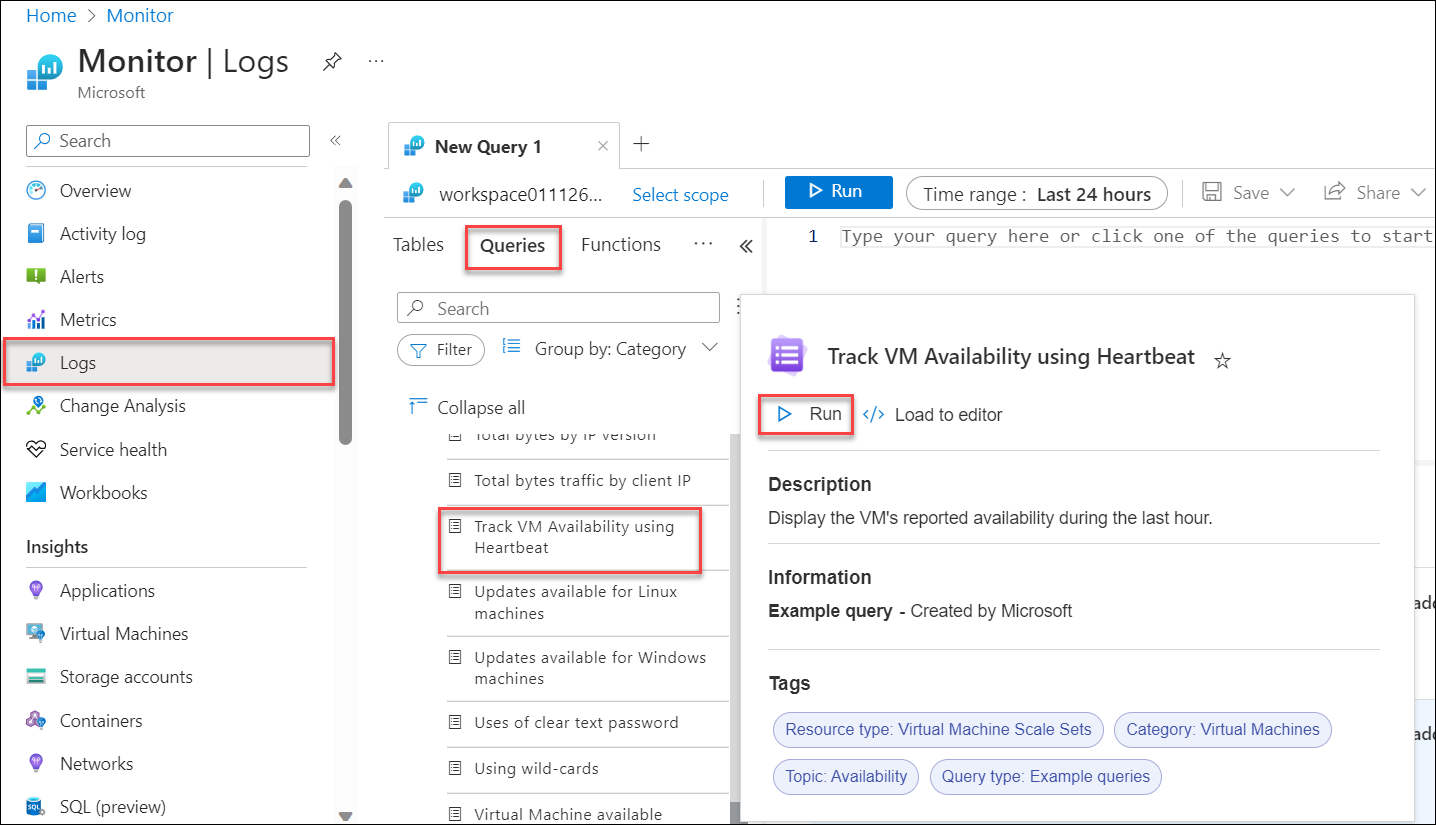 Home > Monitor
Monitor | Logs
...
Microsoft
Search
«
Overview
Activity log
Alerts
Metrics
Logs
Change Analysis
Service health
Workbooks
Insights
Applications
Virtual Machines
Storage accounts
Containers
Networks
SQL (preview)
New Query 1
workspace011126...
Select scope
Run
Time range : Last 24 hours
Save
Share
Tables
Queries
Functions
...
«
1 Type your query here or click one of the queries to start
Search
Filter
Group by: Category
Collapse all
Total bytes by IP version
Total bytes traffic by client IP
Track VM Availability using
Heartbeat
Updates available for Linux
machines
Updates available for Windows
machines
Uses of clear text password
Using wild-cards
Virtual Machine available
Track VM Availability using Heartbeat
Run
</> Load to editor
Description
Display the VM's reported availability during the last hour.
Information
Example query - Created by Microsoft
Tags
Resource type: Virtual Machine Scale Sets
Category: Virtual Machines
Topic: Availability
Query type: Example queries